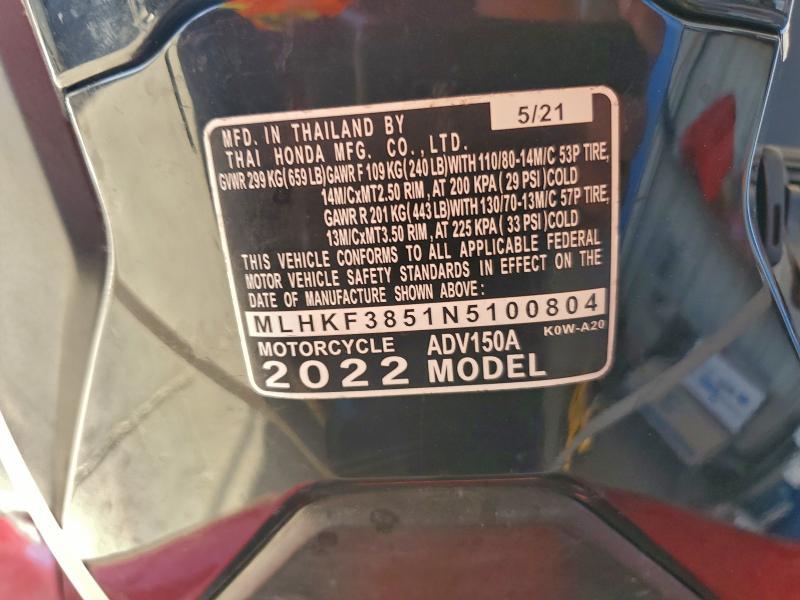 5/21
MFD. IN THAILAND BY
THAI HONDA MFG. CO., LTD.
GVWR 299 KG( 659 LB) GAWR F 109 KG ( 240 LB) WITH 110/80-14M/C 53P TIRE,
14M/CxMT2.50 RIM , AT 200 KPA ( 29 PSI ) COLD
GAWR R 201 KG ( 443 LB) WITH 130/70-13M/C 57P TIRE,
13M/CxMT3.50 RIM , AT 225 KPA ( 33 PSI ) COLD
THIS VEHICLE CONFORMS TO ALL APPLICABLE FEDERAL
MOTOR VEHICLE SAFETY STANDARDS IN EFFECT ON THE
DATE OF MANUFACTURE SHOWN ABOVE :
MLHKF3851N5100804
MOTORCYCLE ADV150A K0W-A20
2022 MODEL